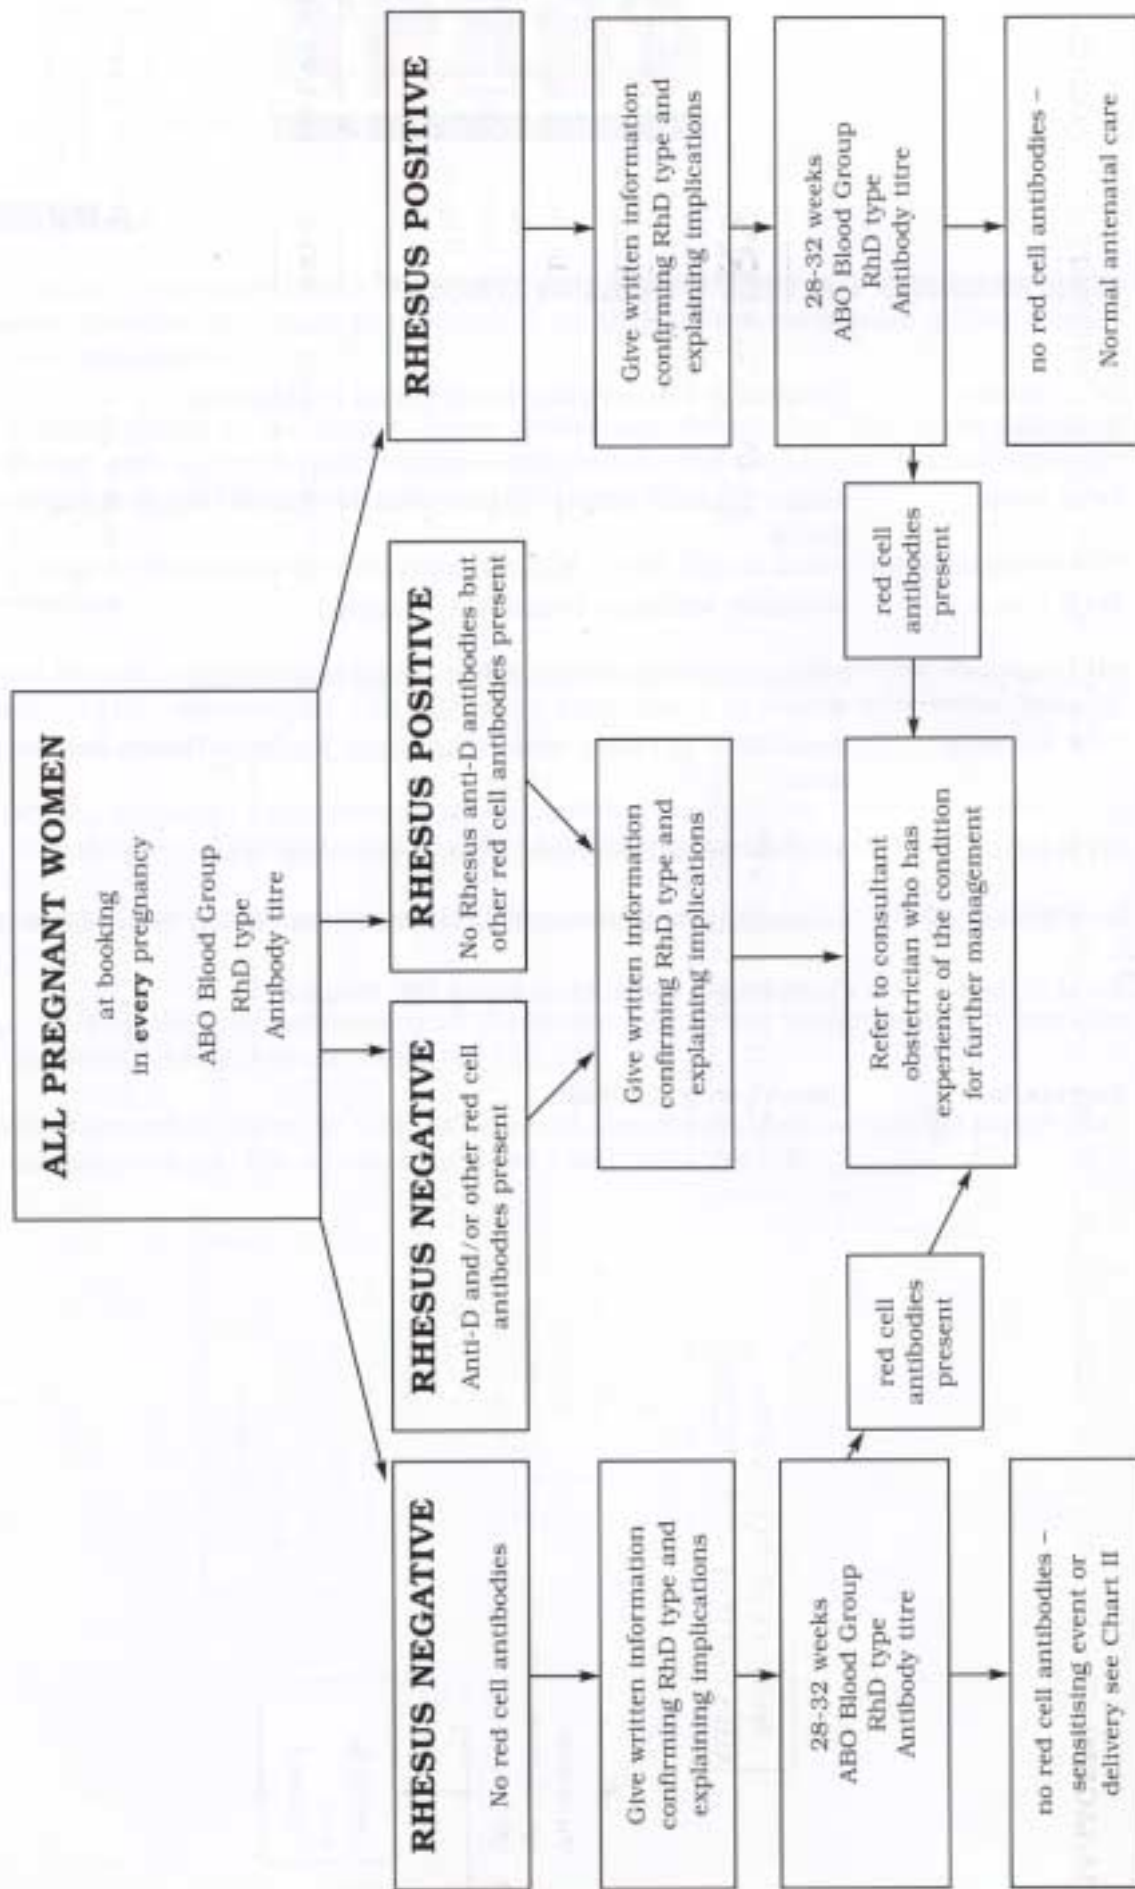 ALL PREGNANT WOMEN
at booking
in every pregnancy
ABO Blood Group
RhD type
Antibody titre
RHESUS NEGATIVE
No red cell antibodies
RHESUS NEGATIVE
Anti-D and/or other red cell
antibodies present
RHESUS POSITIVE
No Rhesus anti-D antibodies but
other red cell antibodies present
RHESUS POSITIVE
Give written information
confirming RhD type and
explaining implications
Give written information
confirming RhD type and
explaining implications
Give written information
confirming RhD type and
explaining implications
28-32 weeks
ABO Blood Group
RhD type
Antibody titre
red cell
antibodies
present
Refer to consultant
obstetrician who has
experience of the condition
for further management
red cell
antibodies
present
28-32 weeks
ABO Blood Group
RhD type
Antibody titre
no red cell antibodies –
sensitising event or
delivery see Chart II
no red cell antibodies –
Normal antenatal care